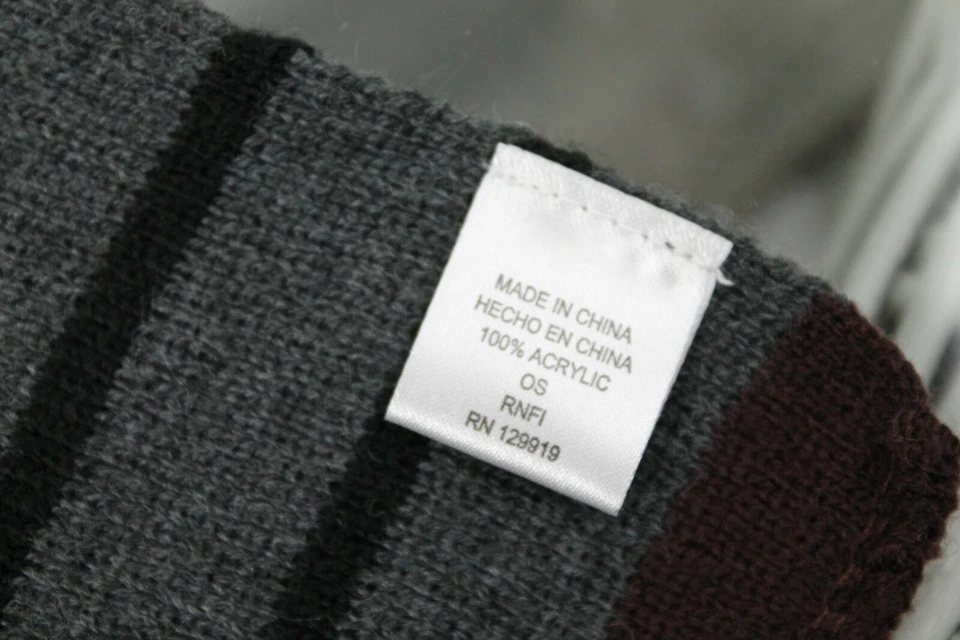 MADE IN CHINA
HECHO EN CHINA
100% ACRYLIC
OS
RNFI
RN 129919